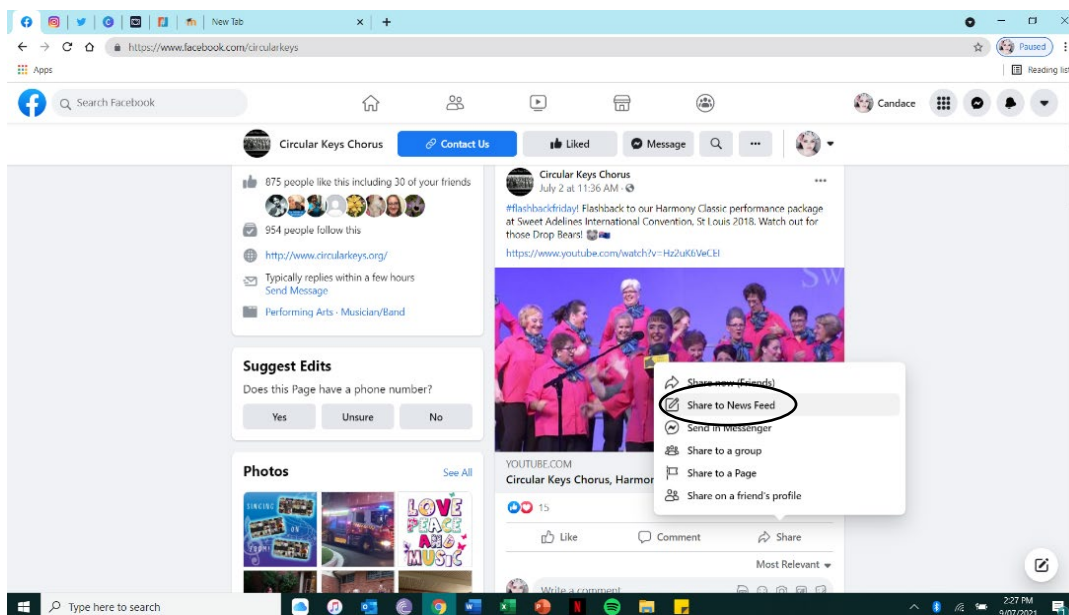 New Tab
https://www.facebook.com/circularkeys
Paused
Apps
Reading list
Search Facebook
Candace
Circular Keys Chorus
Contact Us
Liked
Message
875 people like this including 30 of your friends
954 people follow this
http://www.circularkeys.org/
Typically replies within a few hours
Send Message
Performing Arts · Musician/Band
Suggest Edits
Does this Page have a phone number?
Yes
Unsure
No
Photos
See All
SINGING
ON
LOVE
PEACE
AND
MUSIC
Circular Keys Chorus
July 2 at 11:36 AM ·
#flashbackfriday! Flashback to our Harmony Classic performance package
at Sweet Adelines International Convention, St Louis 2018. Watch out for
those Drop Bears!
https://www.youtube.com/watch?v=Hz2uK6VeCEI
SW
Share now (Friends)
Share to News Feed
Send in Messenger
Share to a group
Share to a Page
Share on a friend's profile
YOUTUBE.COM
Circular Keys Chorus, Harmon
15
Like
Comment
Share
Most Relevant
Write a comment
Type here to search
2:27 PM
9/07/2021